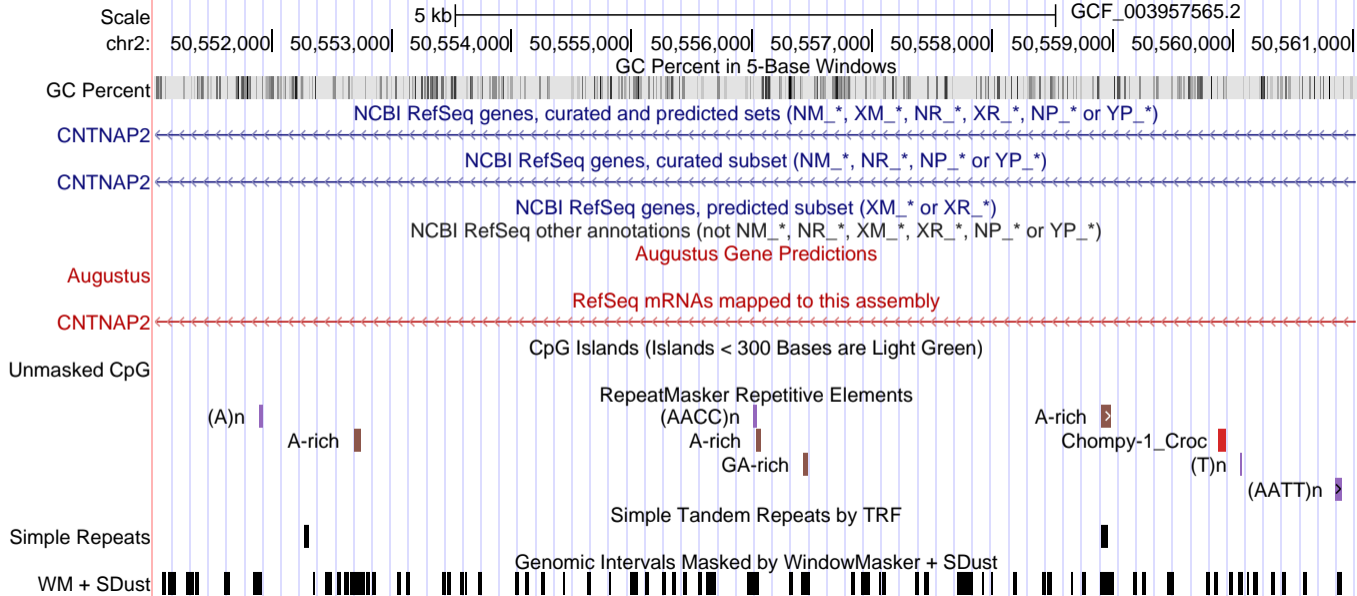 Scale 5 kb GCF_003957565.2
chr2: 50,552,000 50,553,000 50,554,000 50,555,000 50,556,000 50,557,000 50,558,000 50,559,000 50,560,000 50,561,000
GC Percent in 5-Base Windows
GC Percent
NCBI RefSeq genes, curated and predicted sets (NM_*, XM_*, NR_*, XR_*, NP_* or YP_*)
CNTNAP2
NCBI RefSeq genes, curated subset (NM_*, NR_*, NP_* or YP_*)
CNTNAP2
NCBI RefSeq genes, predicted subset (XM_* or XR_*)
NCBI RefSeq other annotations (not NM_*, NR_*, XM_*, XR_*, NP_* or YP_*)
Augustus Gene Predictions
Augustus
RefSeq mRNAs mapped to this assembly
CNTNAP2
CpG Islands (Islands < 300 Bases are Light Green)
Unmasked CpG
RepeatMasker Repetitive Elements
(A)n (AACC)n A-rich
A-rich A-rich Chompy-1_Croc
GA-rich (T)n
(AATT)n
Simple Tandem Repeats by TRF
Simple Repeats
Genomic Intervals Masked by WindowMasker + SDust
WM + SDust